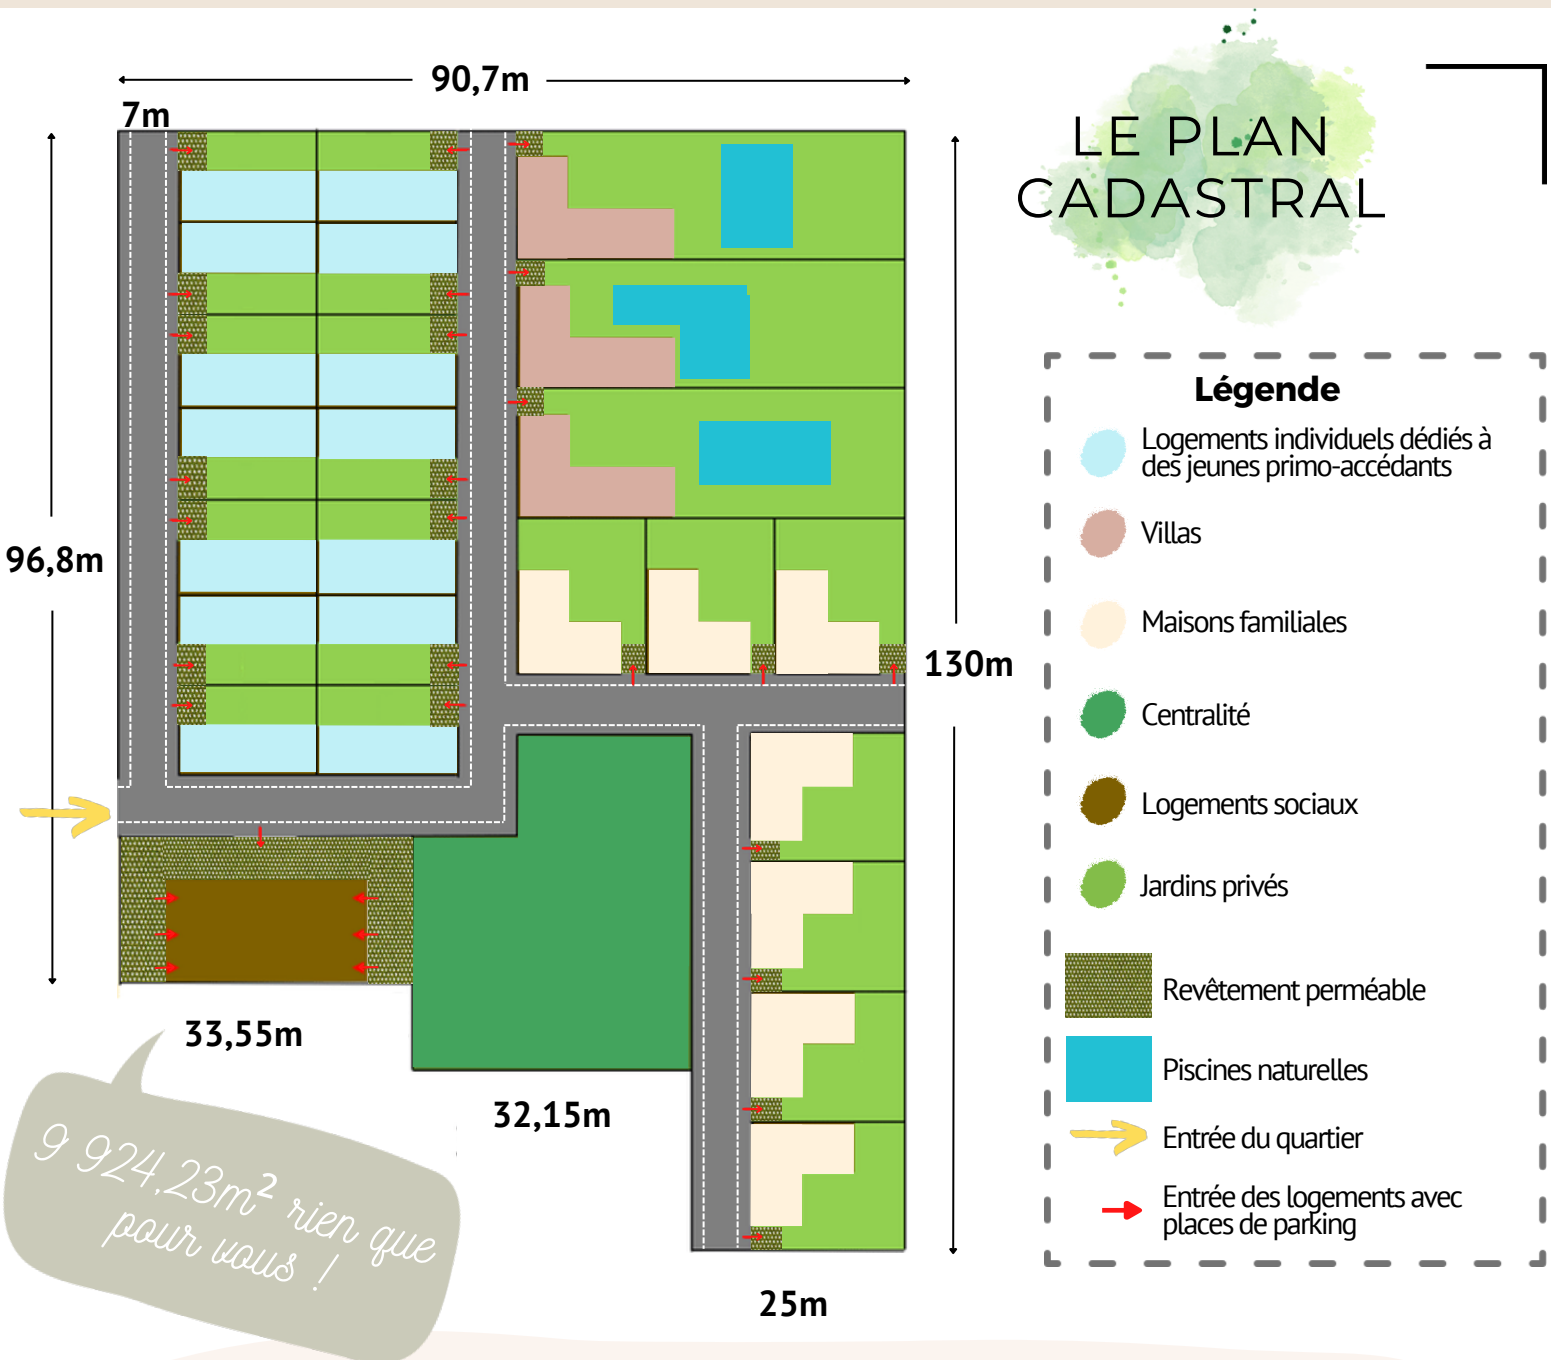 90,7m
7m
LE PLAN
CADASTRAL
96,8m
130m
33,55m
32,15m
25m
9 924,23m² rien que
pour vous !
Légende
Logements individuels dédiés à
des jeunes primo-accédants
Villas
Maisons familiales
Centralité
Logements sociaux
Jardins privés
Revêtement perméable
Piscines naturelles
Entrée du quartier
Entrée des logements avec
places de parking